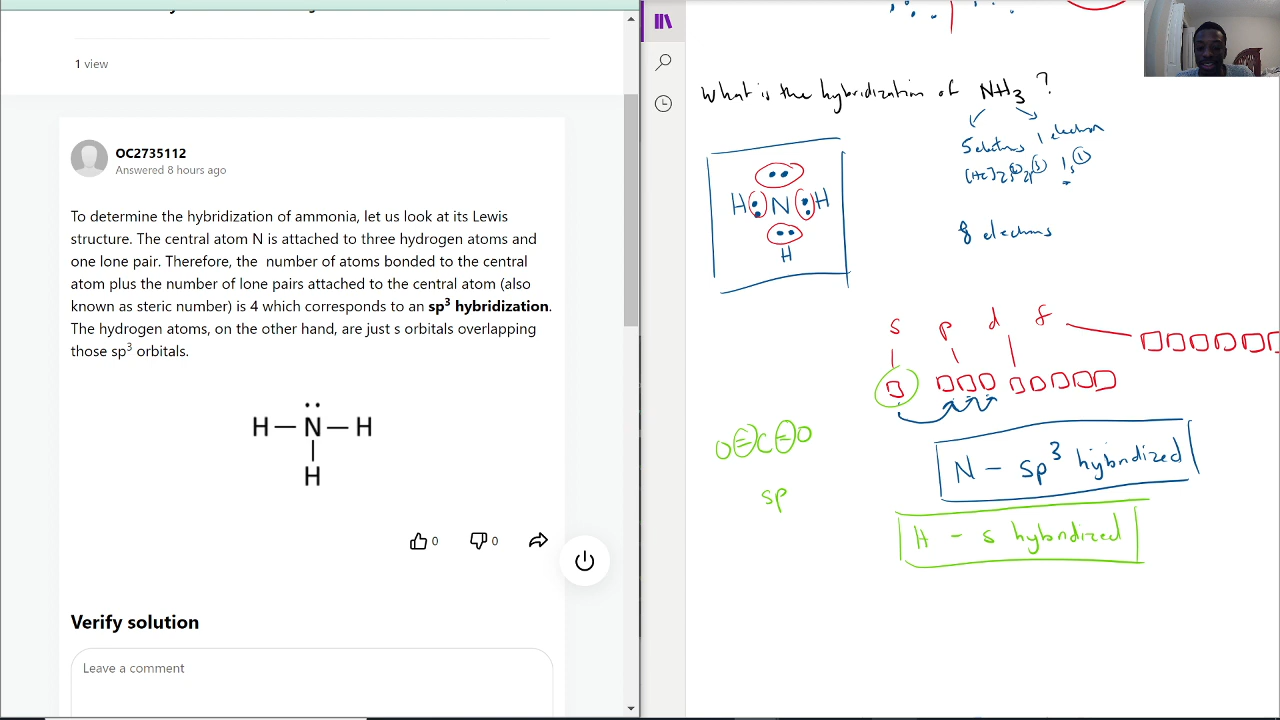 1 view
OC2735112
Answered 8 hours ago
To determine the hybridization of ammonia, let us look at its Lewis
structure. The central atom N is attached to three hydrogen atoms and
one lone pair. Therefore, the  number of atoms bonded to the central
atom plus the number of lone pairs attached to the central atom (also
known as steric number) is 4 which corresponds to an sp³ hybridization.
The hydrogen atoms, on the other hand, are just s orbitals overlapping
those sp³ orbitals.
H — N — H
H
0 0
Verify solution
Leave a comment
What is the hybridization of NH3?
5 electrons 1 electron
[He] 2s² 2p³ 1s¹
H : N : H
H
8 electrons
s p d f
O=C=O
sp
N - sp³ hybridized
H - s hybridized